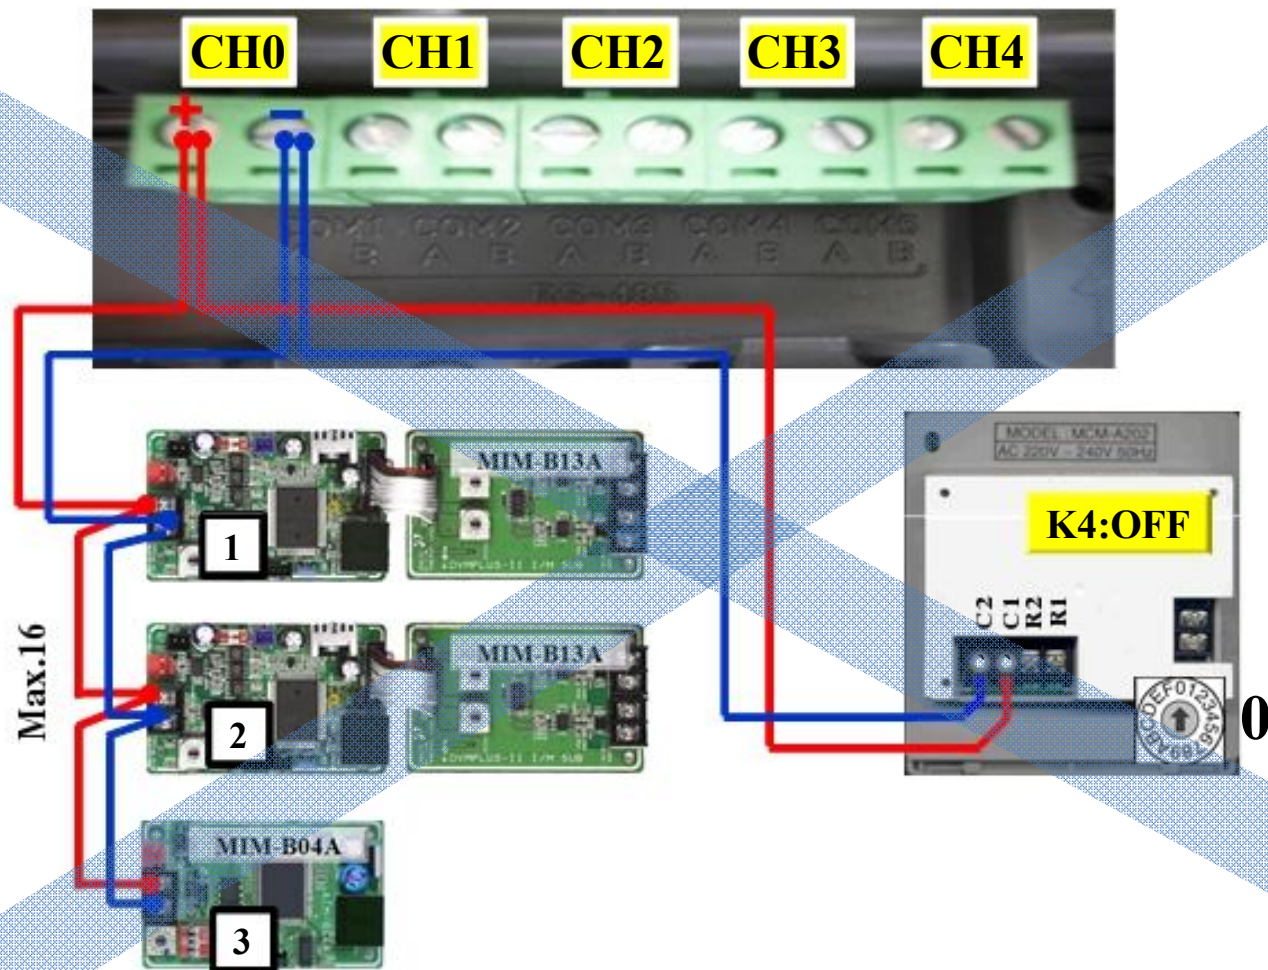 CH0 CH1 CH2 CH3 CH4
+ −
COM1 COM2 COM3 COM4 COM5
B A B A B A B A B
RS-485
MIM-B13A
1
MODEL : MCM-A202
AC 220V ~ 240V 50Hz
K4:OFF
C2 C1 R2 R1
Max.16
MIM-B13A
2
0
MIM-B04A
3